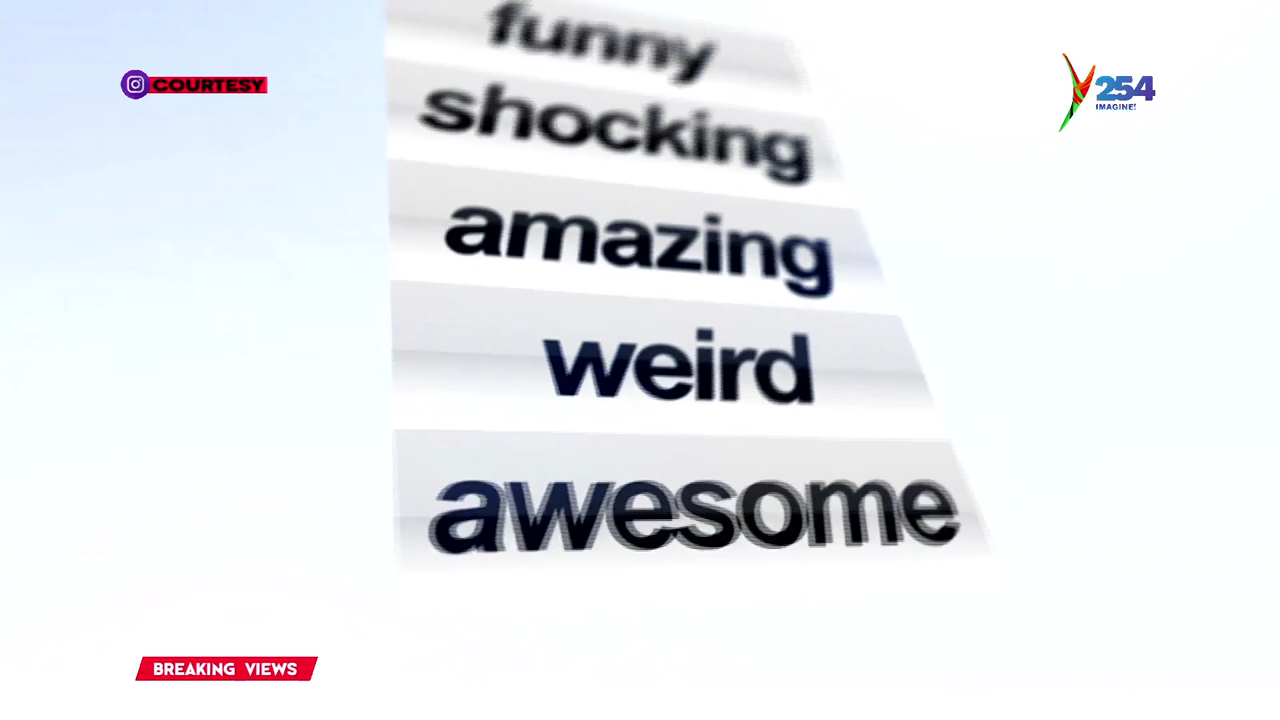 funny
COURTESY
254
IMAGINE!
shocking
amazing
weird
awesome
BREAKING VIEWS